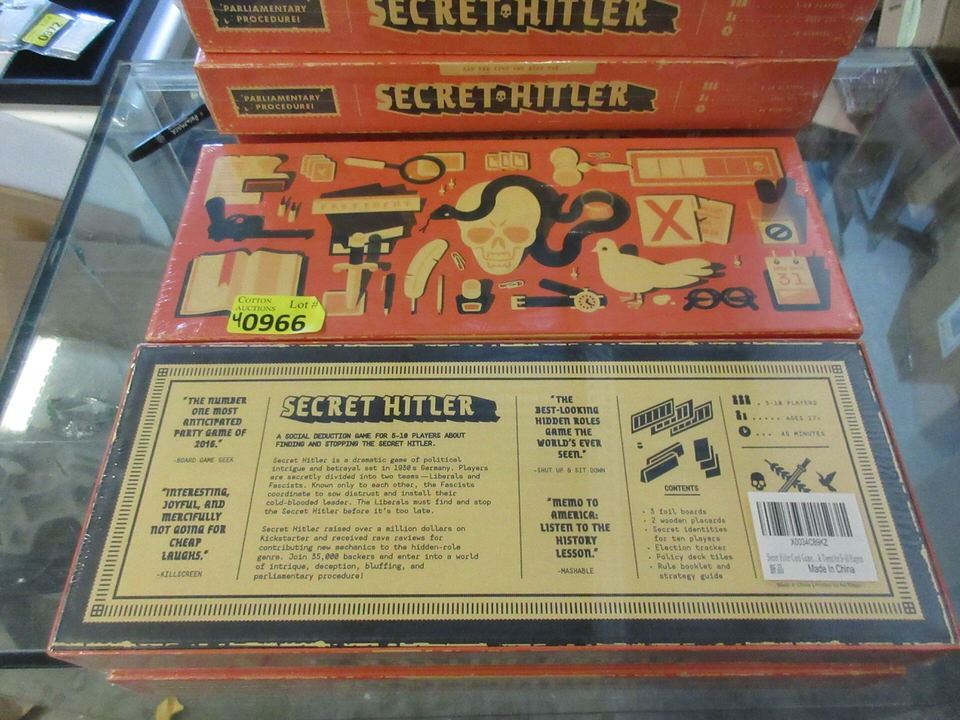 PARLIAMENTARY
PROCEDURE!
SECRET HITLER
0972
PARLIAMENTARY
PROCEDURE!
SECRET HITLER
PRESIDENT
X
31
COTTON
AUCTIONS
Lot #
40966
"THE NUMBER
ONE MOST
ANTICIPATED
PARTY GAME OF
2016."
-BOARD GAME GEEK
"INTERESTING,
JOYFUL, AND
MERCIFULLY
NOT GOING FOR
CHEAP
LAUGHS."
-KILLSCREEN
SECRET HITLER
A SOCIAL DEDUCTION GAME FOR 5-10 PLAYERS ABOUT
FINDING AND STOPPING THE SECRET HITLER.
Secret Hitler is a dramatic game of political
intrigue and betrayal set in 1930's Germany. Players
are secretly divided into two teams—Liberals and
Fascists. Known only to each other, the Fascists
coordinate to sow distrust and install their
cold-blooded leader. The Liberals must find and stop
the Secret Hitler before it's too late.
Secret Hitler raised over a million dollars on
Kickstarter and received rave reviews for
contributing new mechanics to the hidden-role
genre. Join 35,000 backers and enter into a world
of intrigue, deception, bluffing, and
parliamentary procedure!
"THE
BEST-LOOKING
HIDDEN ROLES
GAME THE
WORLD'S EVER
SEEN."
-SHUT UP & SIT DOWN
"MEMO TO
AMERICA:
LISTEN TO THE
HISTORY
LESSON."
-MASHABLE
CONTENTS
• 3 foil boards
• 2 wooden placards
• Secret identities
for ten players
• Election tracker
• Policy deck tiles
• Rule booklet and
strategy guide
5-10 PLAYERS
AGES 17+
45 MINUTES
X0034C89KZ
Made In China